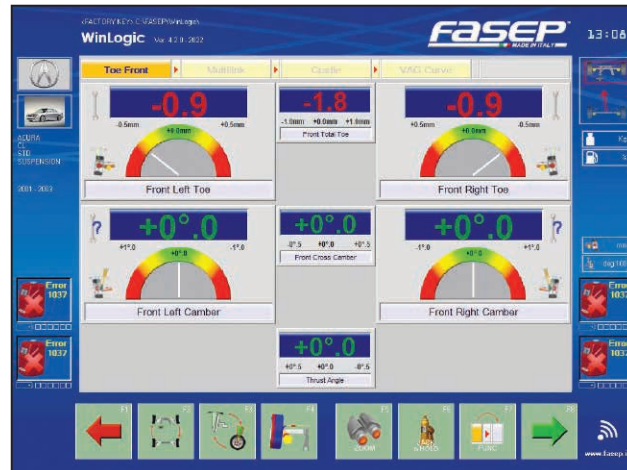 <FACTORY KEY> C:\FASEP\WinLogic\
WinLogic Ver. 4.2.0 - 2022
FASEP
MADE IN ITALY
13:08
Toe Front
Multilink
VAG Curve
ACURA
CL
STD
SUSPENSION
2001 - 2003
-0.9
-0.5mm +0.0mm +0.5mm
Front Left Toe
-1.8
-1.0mm +0.0mm +1.0mm
Front Total Toe
-0.9
+0.5mm +0.0mm -0.5mm
Front Right Toe
+0°.0
+1°.0 +0°.0 -1°.0
Front Left Camber
+0°.0
-0°.5 +0°.0 +0°.5
Front Cross Camber
+0°.0
-1°.0 +0°.0 +1°.0
Front Right Camber
+0°.0
+0°.5 +0°.0 -0°.5
Thrust Angle
Error
1037
Error
1037
Error
1037
Error
1037
F1
F2
F3
F4
F5
ZOOM
F6
F7
FUNC
F8